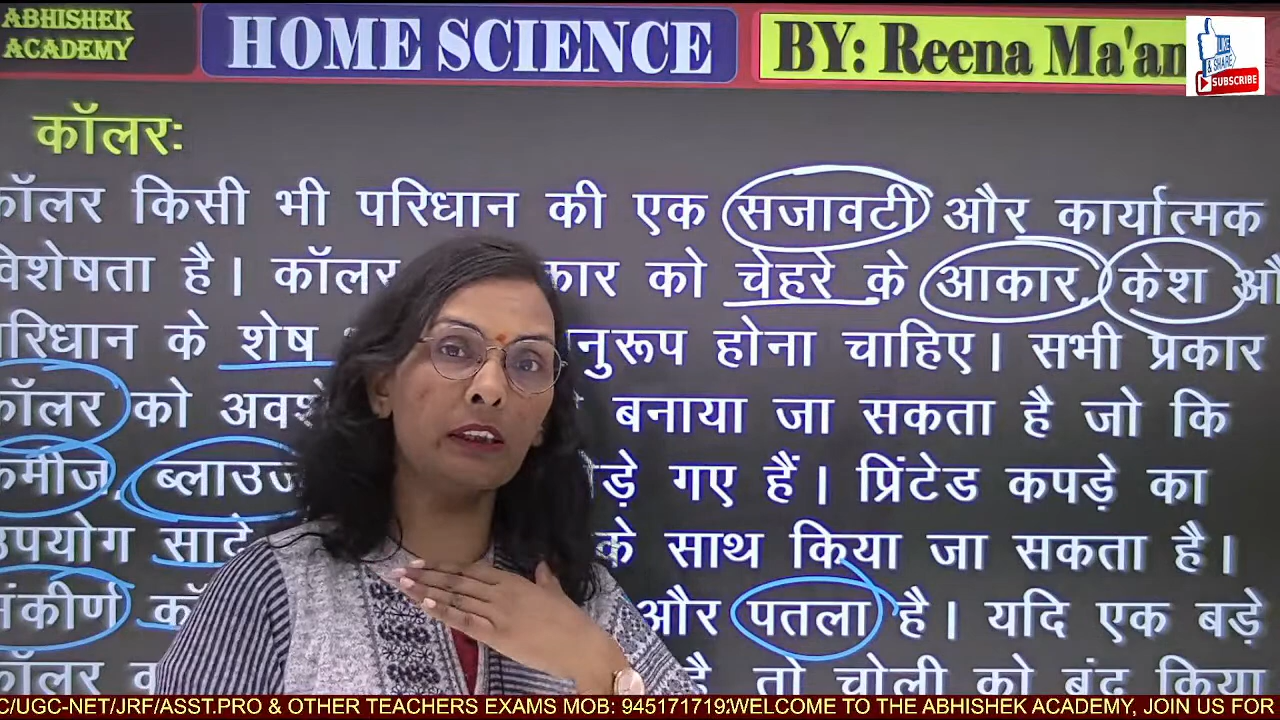 ABHISHEK
ACADEMY
HOME SCIENCE
BY: Reena Ma'am
LIKE
& SHARE
SUBSCRIBE
कॉलरः
कॉलर किसी भी परिधान की एक सजावटी और कार्यात्मक
विशेषता है। कॉलर कार को चेहरे के आकार, केश औ
परिधान के शेष नुरूप होना चाहिए। सभी प्रकार
कॉलर को अवशे बनाया जा सकता है जो कि
कमीज, ब्लाउज ड़े गए हैं। प्रिंटेड कपड़े का
उपयोग सादे के साथ किया जा सकता है।
संकीर्ण और पतला है। यदि एक बड़े
कॉलर है, तो चोली को बंद किया
C/UGC-NET/JRF/ASST.PRO & OTHER TEACHERS EXAMS MOB: 945171719 WELCOME TO THE ABHISHEK ACADEMY, JOIN US FOR